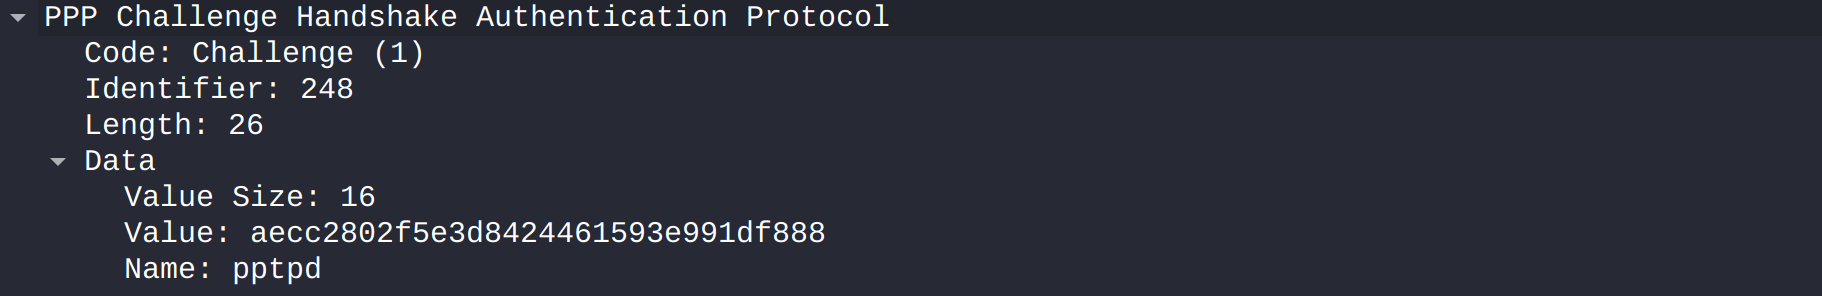 PPP Challenge Handshake Authentication Protocol
Code: Challenge (1)
Identifier: 248
Length: 26
Data
Value Size: 16
Value: aecc2802f5e3d8424461593e991df888
Name: pptpd